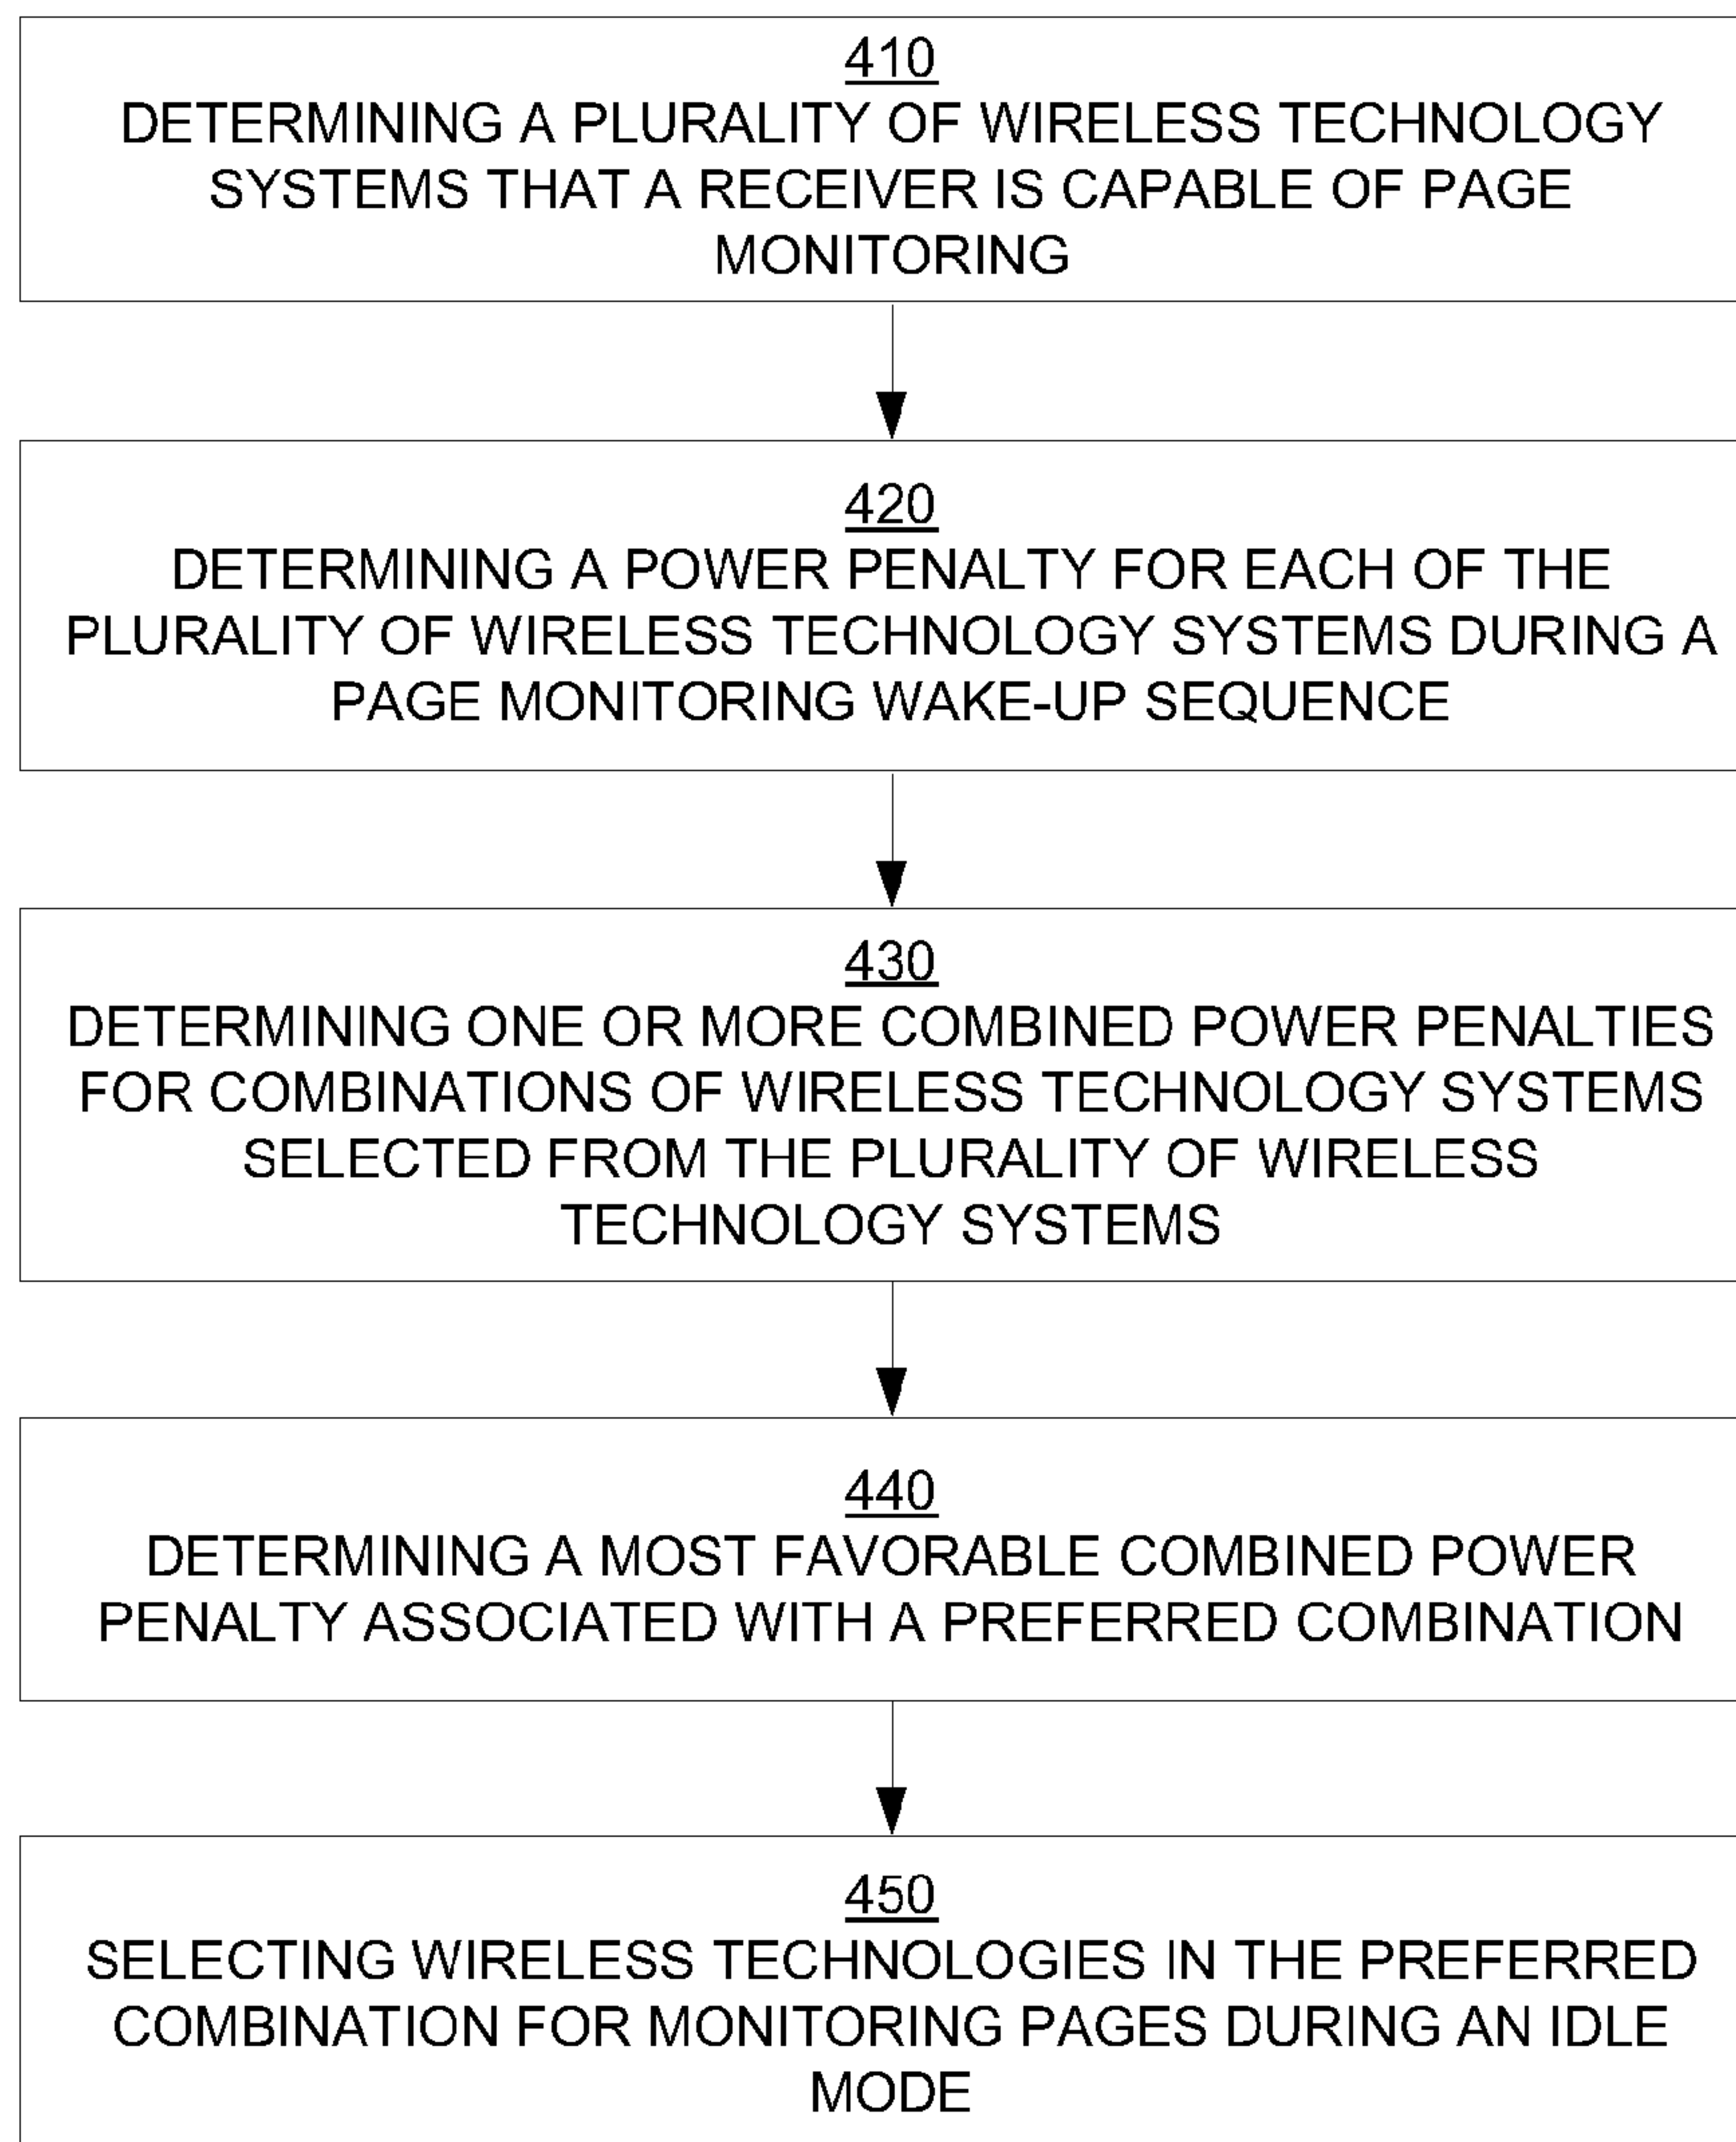 410
DETERMINING A PLURALITY OF WIRELESS TECHNOLOGY
SYSTEMS THAT A RECEIVER IS CAPABLE OF PAGE
MONITORING
420
DETERMINING A POWER PENALTY FOR EACH OF THE
PLURALITY OF WIRELESS TECHNOLOGY SYSTEMS DURING A
PAGE MONITORING WAKE-UP SEQUENCE
430
DETERMINING ONE OR MORE COMBINED POWER PENALTIES
FOR COMBINATIONS OF WIRELESS TECHNOLOGY SYSTEMS
SELECTED FROM THE PLURALITY OF WIRELESS
TECHNOLOGY SYSTEMS
440
DETERMINING A MOST FAVORABLE COMBINED POWER
PENALTY ASSOCIATED WITH A PREFERRED COMBINATION
450
SELECTING WIRELESS TECHNOLOGIES IN THE PREFERRED
COMBINATION FOR MONITORING PAGES DURING AN IDLE
MODE